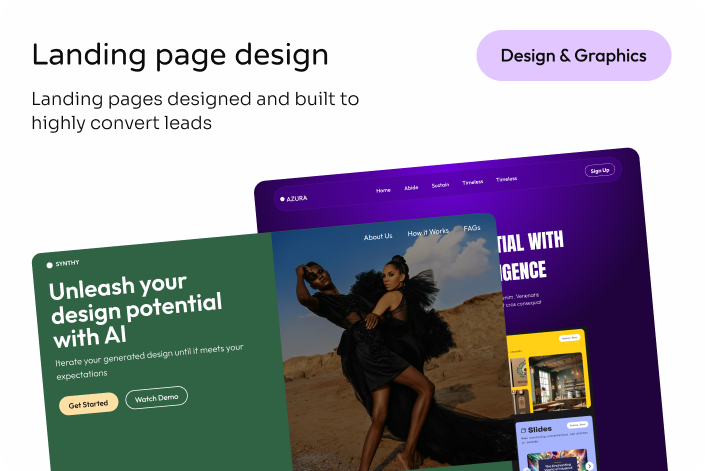 Landing page design
Design & Graphics
Landing pages designed and built to
highly convert leads
AZURA
Home Abide Sustain Timeless Timeless
Sign Up
SYNTHY
About Us How it Works FAGs
Unleash your
design potential
with AI
Iterate your generated design until it meets your
expectations
Get Started
Watch Demo
TIAL WITH
IGENCE
Slides